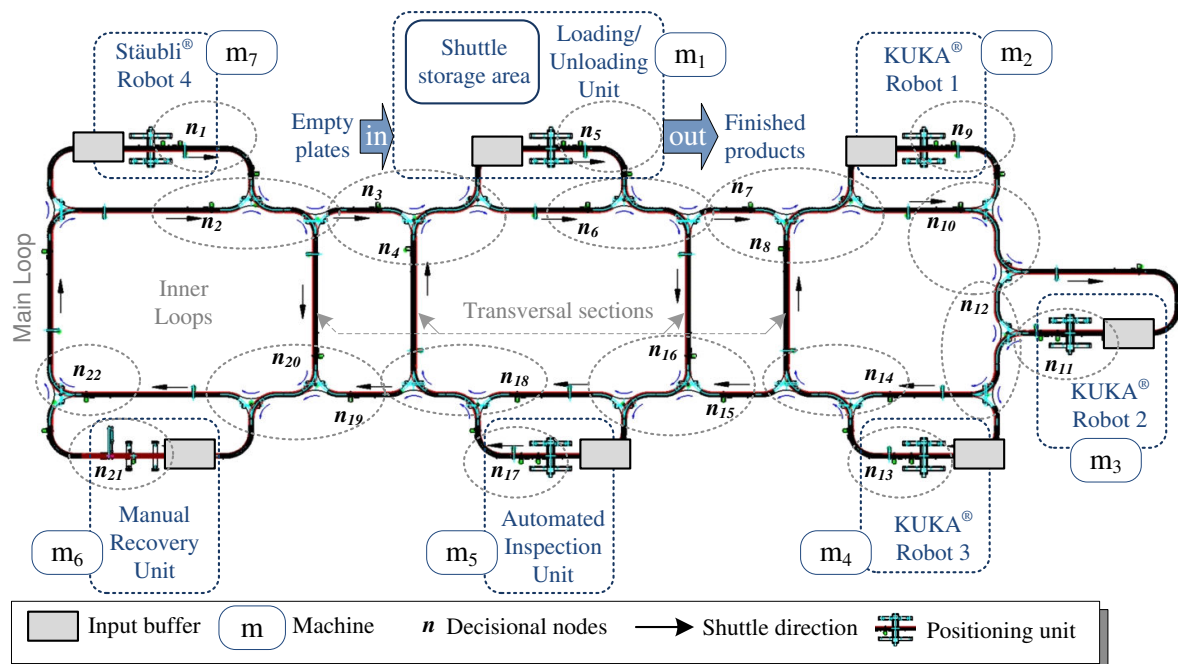 Stäubli®
Robot 4
m7
Shuttle
storage area
Loading/
Unloading
Unit
m1
KUKA®
Robot 1
m2
Empty
plates
in
out
Finished
products
n1
n5
n9
n3
n7
n2
n4
n6
n8
n10
Main Loop
Inner
Loops
Transversal sections
n12
n11
n22
n20
n19
n18
n16
n15
n14
KUKA®
Robot 2
m3
n21
n17
n13
m6
Manual
Recovery
Unit
m5
Automated
Inspection
Unit
m4
KUKA®
Robot 3
Input buffer
m Machine
n Decisional nodes
Shuttle direction
Positioning unit